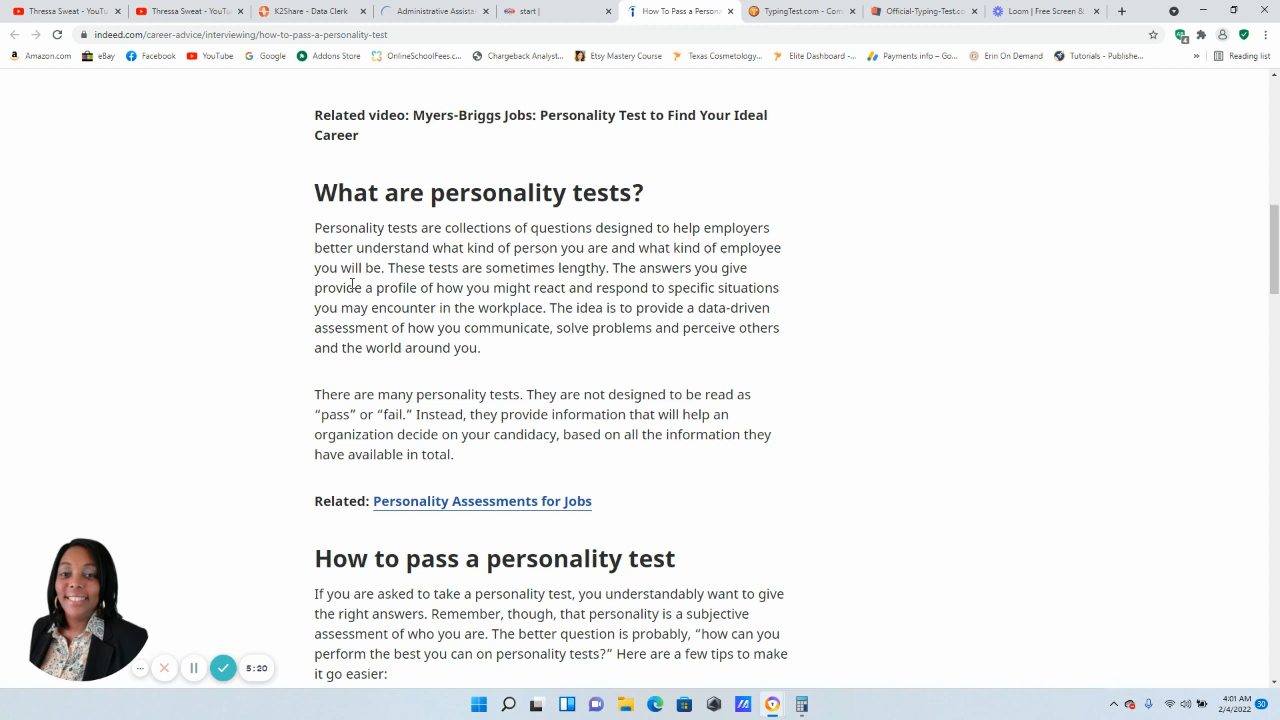 Thressa Sweat - YouTu
Thressa Sweat - YouTu
K2Share - Data Clerk
Administrative Assistan
start |
How To Pass a Persona
TypingTest.com - Com
Official-Typing-Test.co
Loom | Free Screen & 
indeed.com/career-advice/interviewing/how-to-pass-a-personality-test
Amazon.com
eBay
Facebook
YouTube
Google
Addons Store
OnlineSchoolFees.c...
Chargeback Analyst...
Etsy Mastery Course
Texas Cosmetology...
Elite Dashboard -...
Payments info – Go...
Erin On Demand
Tutorials - Publishe...
»
Reading list
Related video: Myers-Briggs Jobs: Personality Test to Find Your Ideal
Career
What are personality tests?
Personality tests are collections of questions designed to help employers
better understand what kind of person you are and what kind of employee
you will be. These tests are sometimes lengthy. The answers you give
provide a profile of how you might react and respond to specific situations
you may encounter in the workplace. The idea is to provide a data-driven
assessment of how you communicate, solve problems and perceive others
and the world around you.
There are many personality tests. They are not designed to be read as
“pass” or “fail.” Instead, they provide information that will help an
organization decide on your candidacy, based on all the information they
have available in total.
Related: Personality Assessments for Jobs
How to pass a personality test
If you are asked to take a personality test, you understandably want to give
the right answers. Remember, though, that personality is a subjective
assessment of who you are. The better question is probably, “how can you
perform the best you can on personality tests?” Here are a few tips to make
it go easier:
5:20
4:01 AM
2/4/2022
30